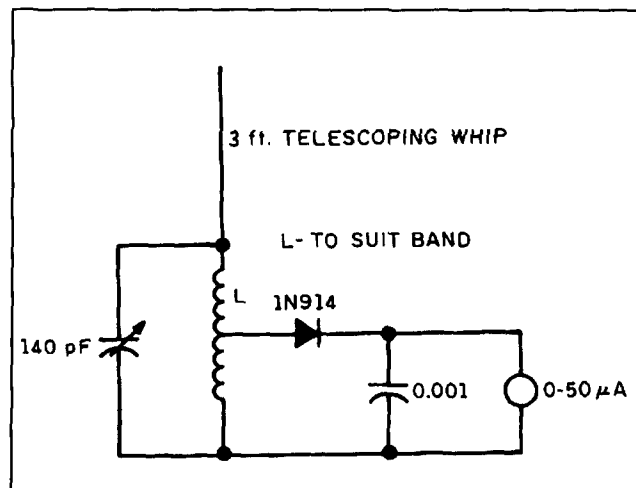 3 ft. TELESCOPING WHIP
L- TO SUIT BAND
L
1N914
140 pF
0.001
0-50 μA